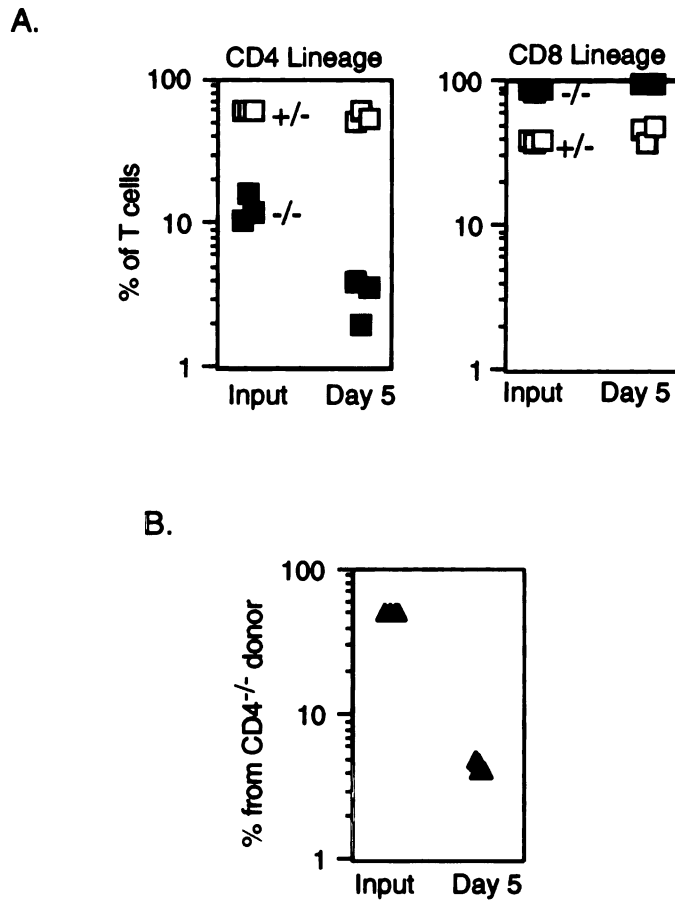 A.
CD4 Lineage
CD8 Lineage
% of T cells
100
10
1
+/-
-/-
Input Day 5
100
10
1
-/-
+/-
Input Day 5
B.
% from CD4-/- donor
100
10
1
Input Day 5